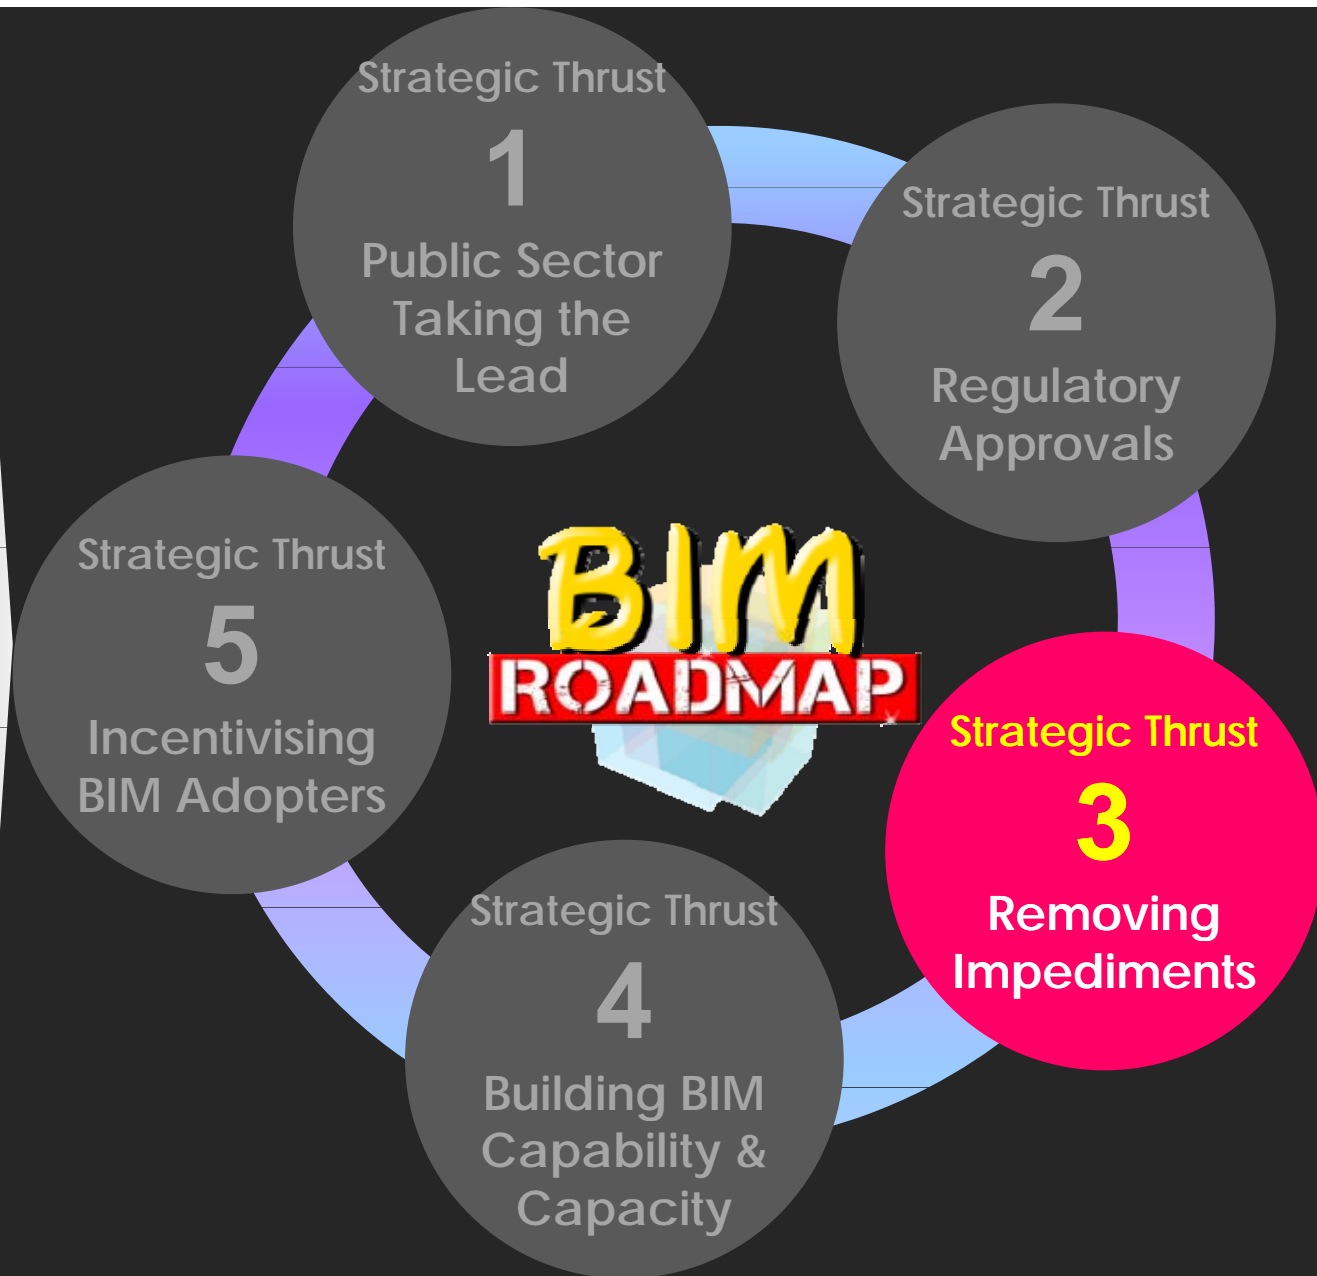 Strategic Thrust
1
Public Sector
Taking the
Lead
Strategic Thrust
2
Regulatory
Approvals
Strategic Thrust
3
Removing
Impediments
Strategic Thrust
4
Building BIM
Capability &
Capacity
Strategic Thrust
5
Incentivising
BIM Adopters
BIM
ROADMAP